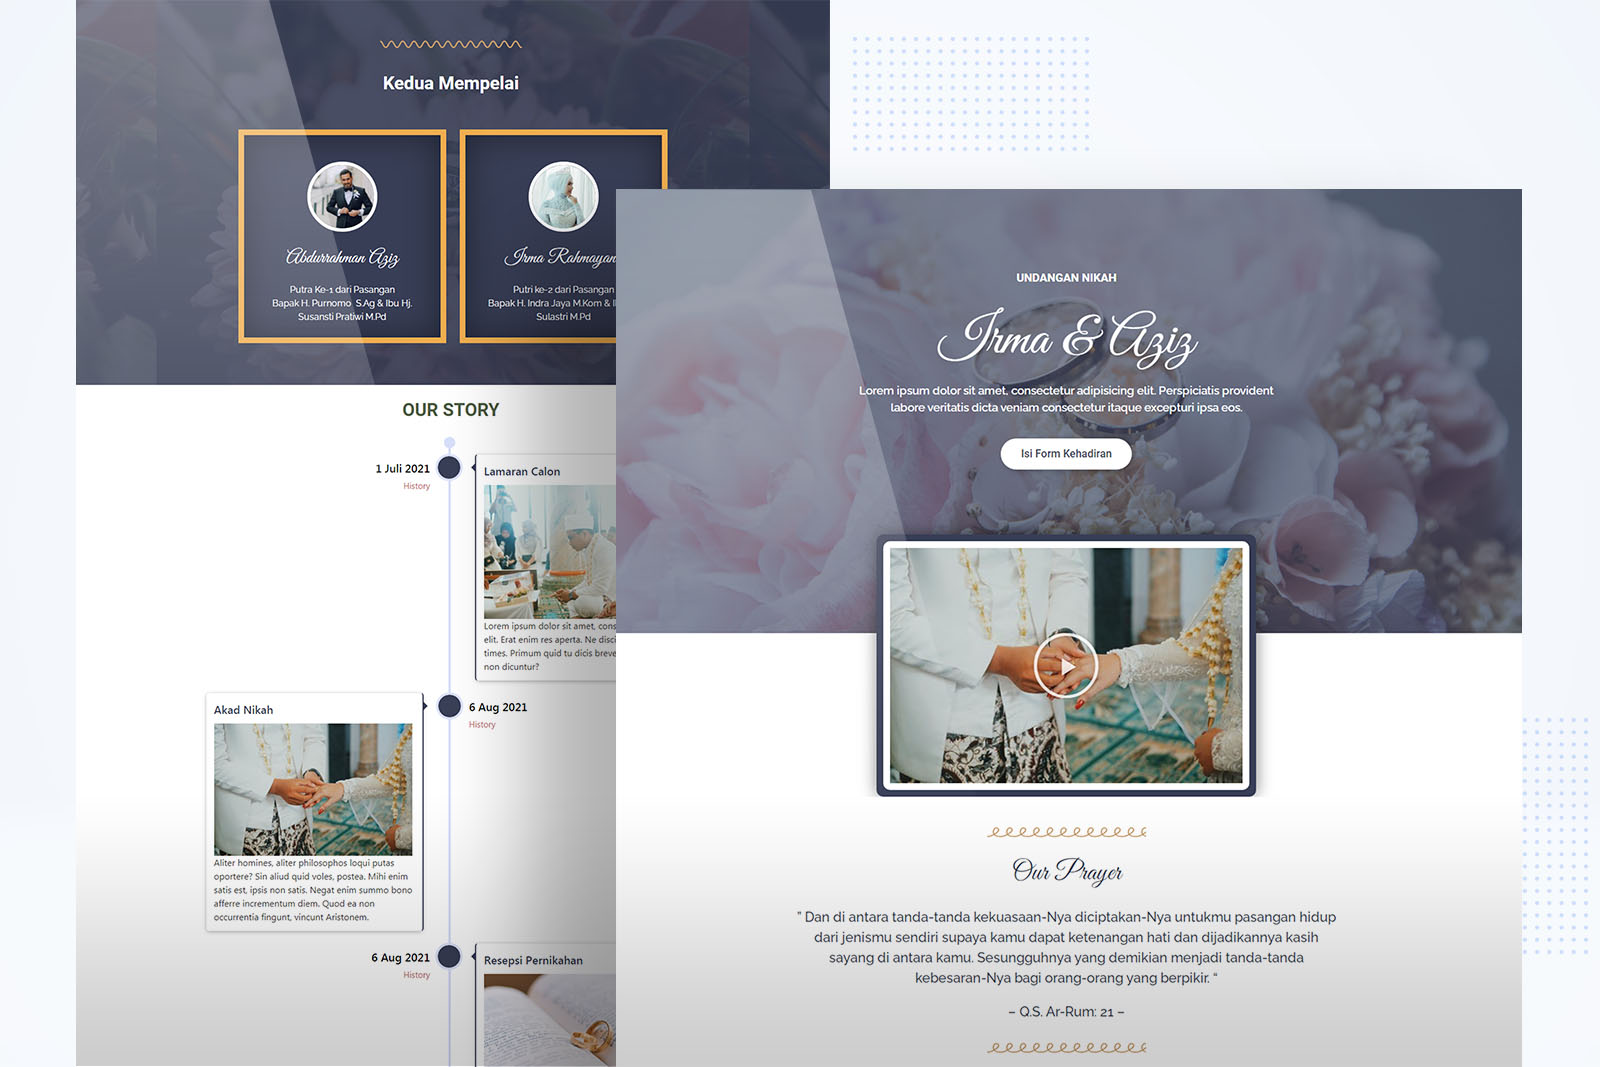 Kedua Mempelai
Abdurrahman Aziz
Putra Ke-1 dari Pasangan
Bapak H. Purnomo S.Ag & Ibu Hj.
Susansti Pratiwi M.Pd
Irma
Putri ke-2 dari Pasangan
Bapak H. Indra Jaya M.Kom &
Sulastri M.Pd
OUR STORY
1 Juli 2021
History
Lamaran Calon
Lorem ipsum dolor sit amet,
elit. Erat enim res aperta. Ne
times. Primum quid tu dicis
non dicuntur?
Akad Nikah
6 Aug 2021
History
Aliter homines, aliter philosophos loqui putas
oportere? Sin aliud quid voles, postea. Mihi enim
satis est, ipsis non satis. Negat enim summo bono
afferre incrementum diem. Quod ea non
occurrentia fingunt, vincunt Aristonem.
6 Aug 2021
History
Resepsi Pernikahan
UNDANGAN NIKAH
Irma & Aziz
Lorem ipsum dolor sit amet, consectetur adipisicing elit. Perspiciatis provident
labore veritatis dicta veniam consectetur itaque excepturi ipsa eos.
Isi Form Kehadiran
Our Prayer
" Dan di antara tanda-tanda kekuasaan-Nya diciptakan-Nya untukmu pasangan hidup
dari jenismu sendiri supaya kamu dapat ketenangan hati dan dijadikannya kasih
sayang di antara kamu. Sesungguhnya yang demikian menjadi tanda-tanda
kebesaran-Nya bagi orang-orang yang berpikir. “
– Q.S. Ar-Rum: 21 –